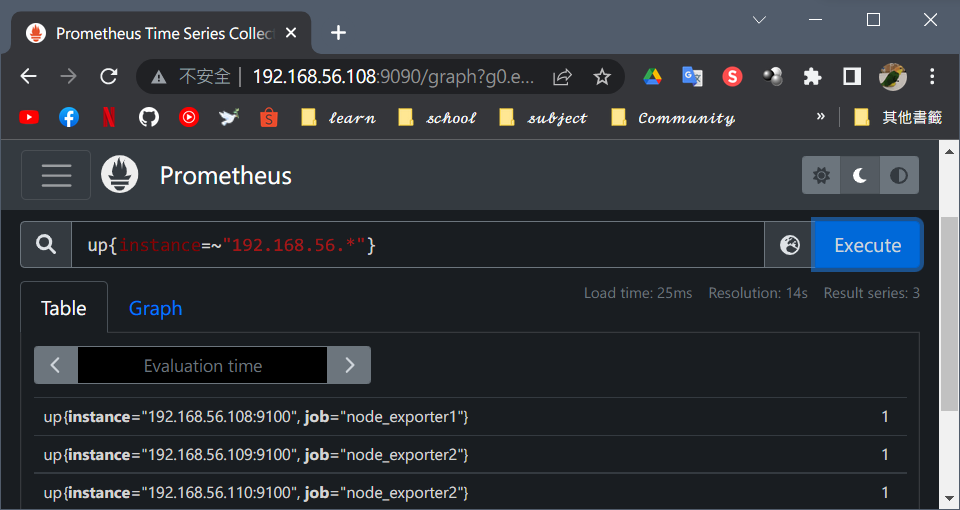 Prometheus Time Series Collec
不安全 | 192.168.56.108:9090/graph?g0.e...
learn school subject Community » 其他書籤
Prometheus
up{instance=~"192.168.56.*"} Execute
Load time: 25ms Resolution: 14s Result series: 3
Table Graph
Evaluation time
up{instance="192.168.56.108:9100", job="node_exporter1"} 1
up{instance="192.168.56.109:9100", job="node_exporter2"} 1
up{instance="192.168.56.110:9100", job="node_exporter2"} 1